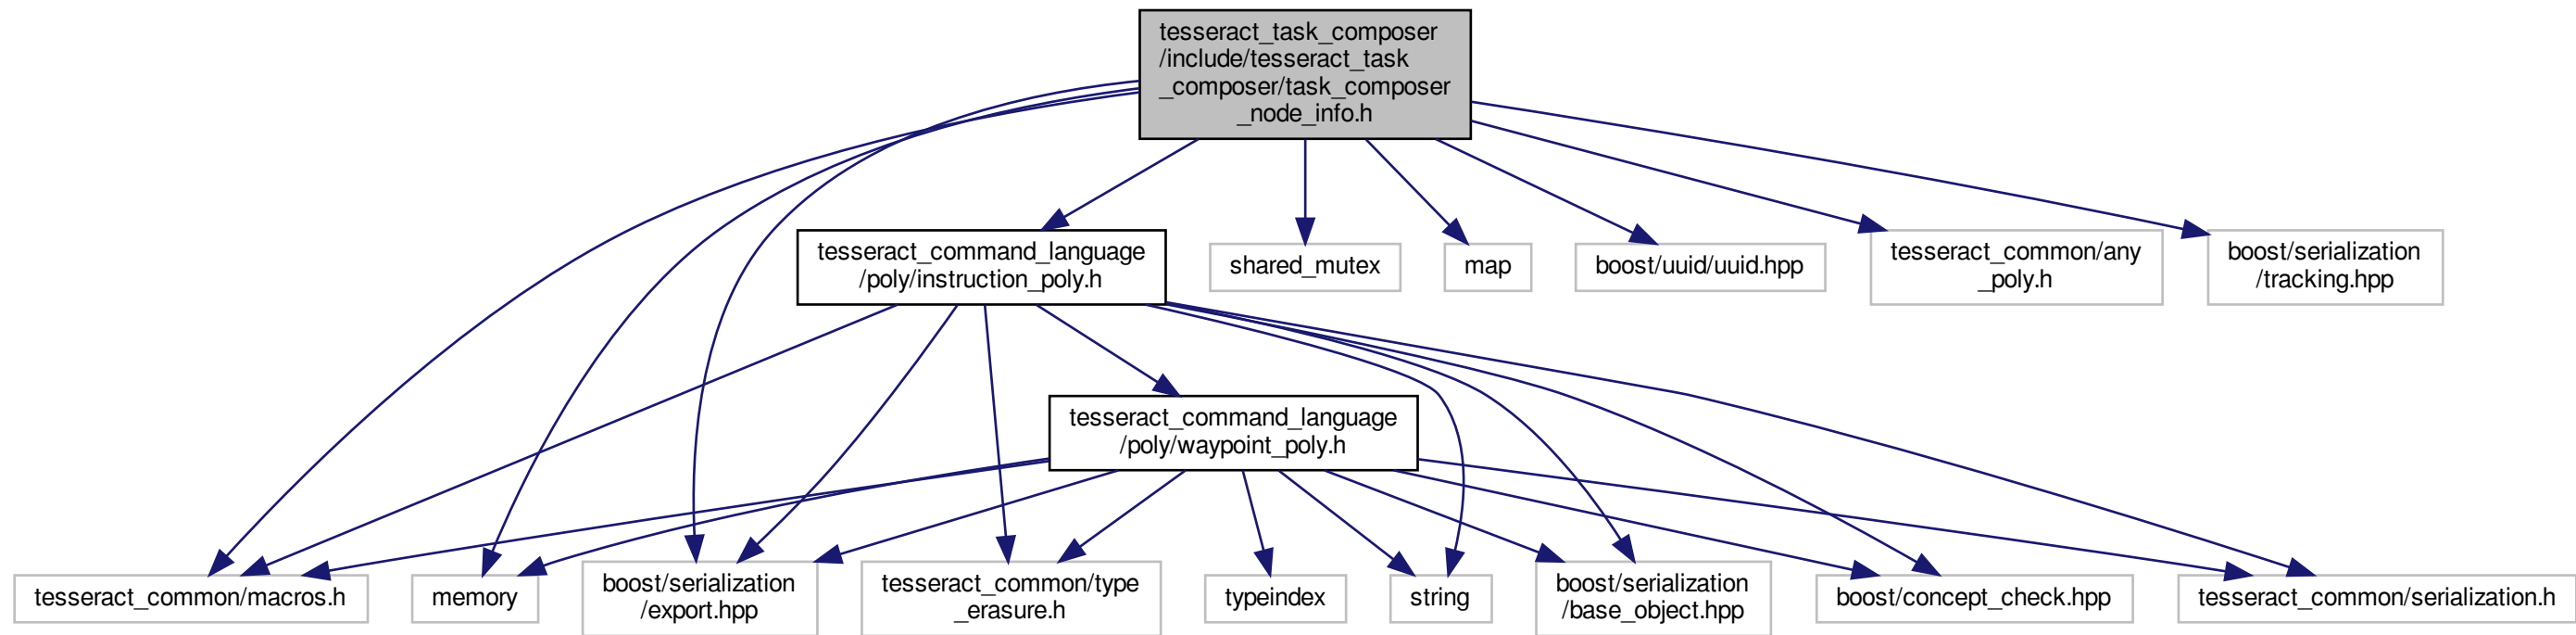 tesseract_task_composer
/include/tesseract_task
_composer/task_composer
_node_info.h
tesseract_command_language
/poly/instruction_poly.h
shared_mutex
map
boost/uuid/uuid.hpp
tesseract_common/any
_poly.h
boost/serialization
/tracking.hpp
tesseract_command_language
/poly/waypoint_poly.h
tesseract_common/macros.h
memory
boost/serialization
/export.hpp
tesseract_common/type
_erasure.h
typeindex
string
boost/serialization
/base_object.hpp
boost/concept_check.hpp
tesseract_common/serialization.h